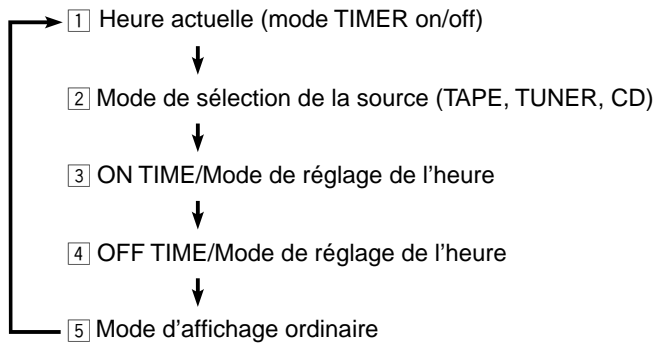 1 Heure actuelle (mode TIMER on/off)
2 Mode de sélection de la source (TAPE, TUNER, CD)
3 ON TIME/Mode de réglage de l'heure
4 OFF TIME/Mode de réglage de l'heure
5 Mode d'affichage ordinaire